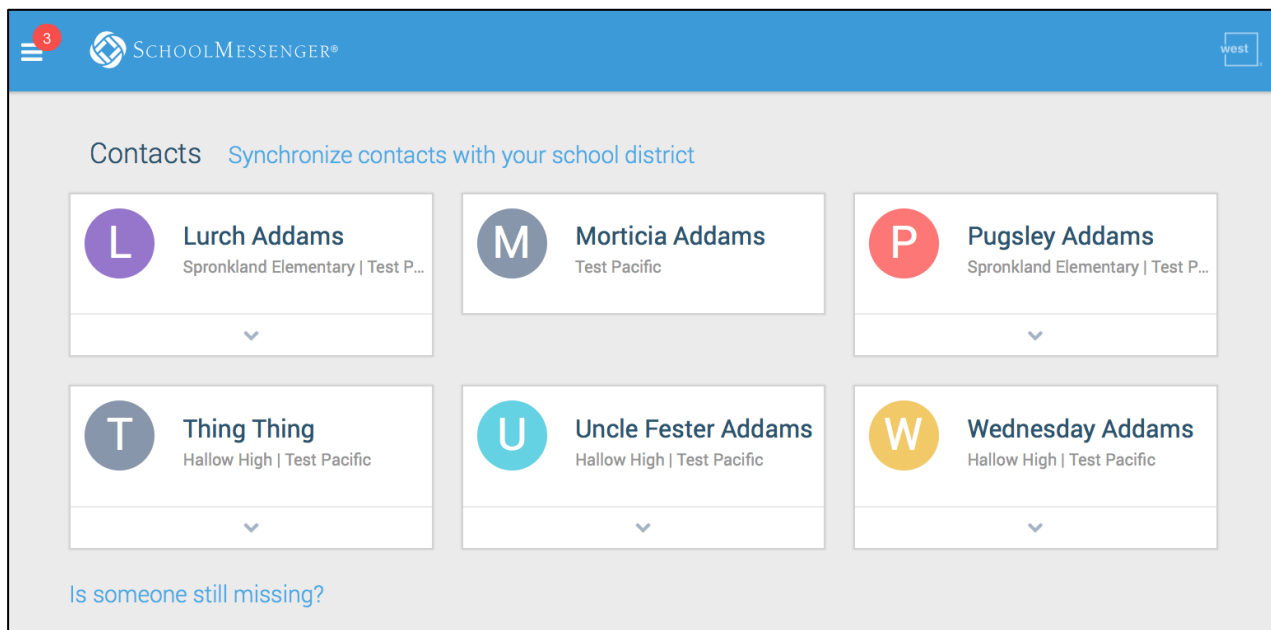 3
SCHOOLMESSENGER®
west
Contacts Synchronize contacts with your school district
L
Lurch Addams
Spronkland Elementary | Test P...
M
Morticia Addams
Test Pacific
P
Pugsley Addams
Spronkland Elementary | Test P...
T
Thing Thing
Hallow High | Test Pacific
U
Uncle Fester Addams
Hallow High | Test Pacific
W
Wednesday Addams
Hallow High | Test Pacific
Is someone still missing?